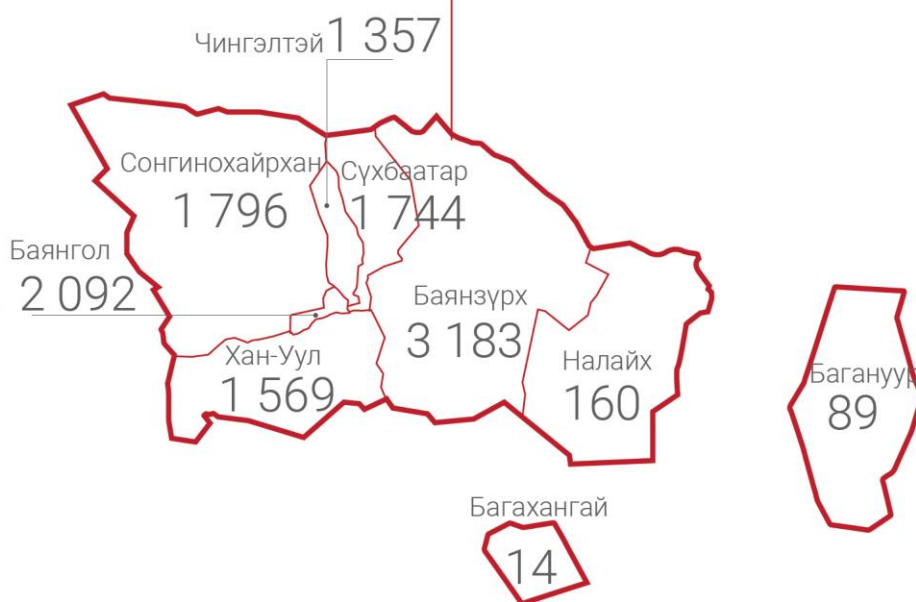 Чингэлтэй 1 357
Сонгинохайрхан
1 796
Сүхбаатар
1 744
Баянгол
2 092
Баянзүрх
3 183
Хан-Уул
1 569
Налайх
160
Багануур
89
Багахангай
14